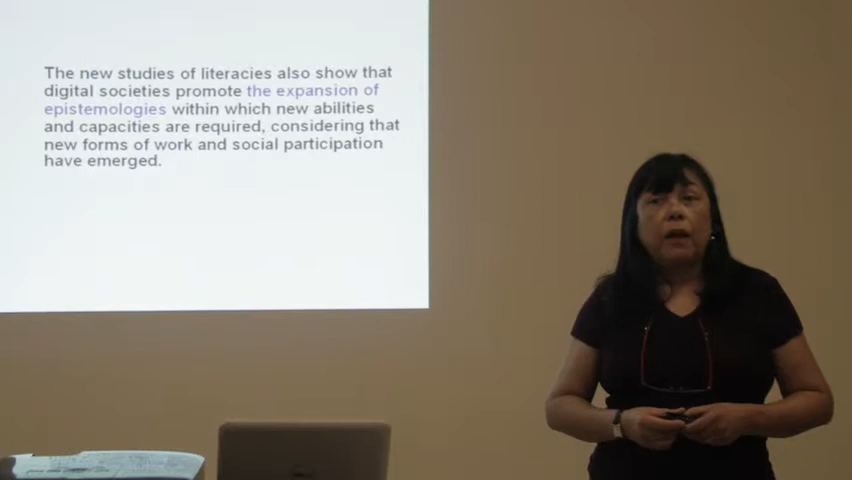 The new studies of literacies also show that
digital societies promote the expansion of
epistemologies within which new abilities
and capacities are required, considering that
new forms of work and social participation
have emerged.